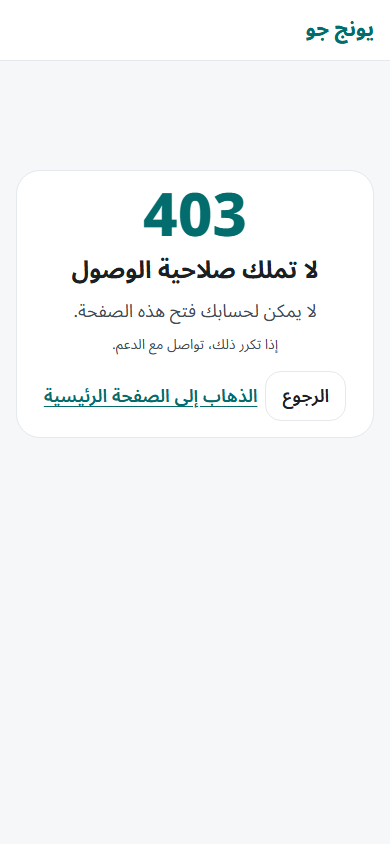 يونج جو
403
لا تملك صلاحية الوصول
لا يمكن لحسابك فتح هذه الصفحة.
إذا تكرر ذلك، تواصل مع الدعم.
الرجوع
الذهاب إلى الصفحة الرئيسية